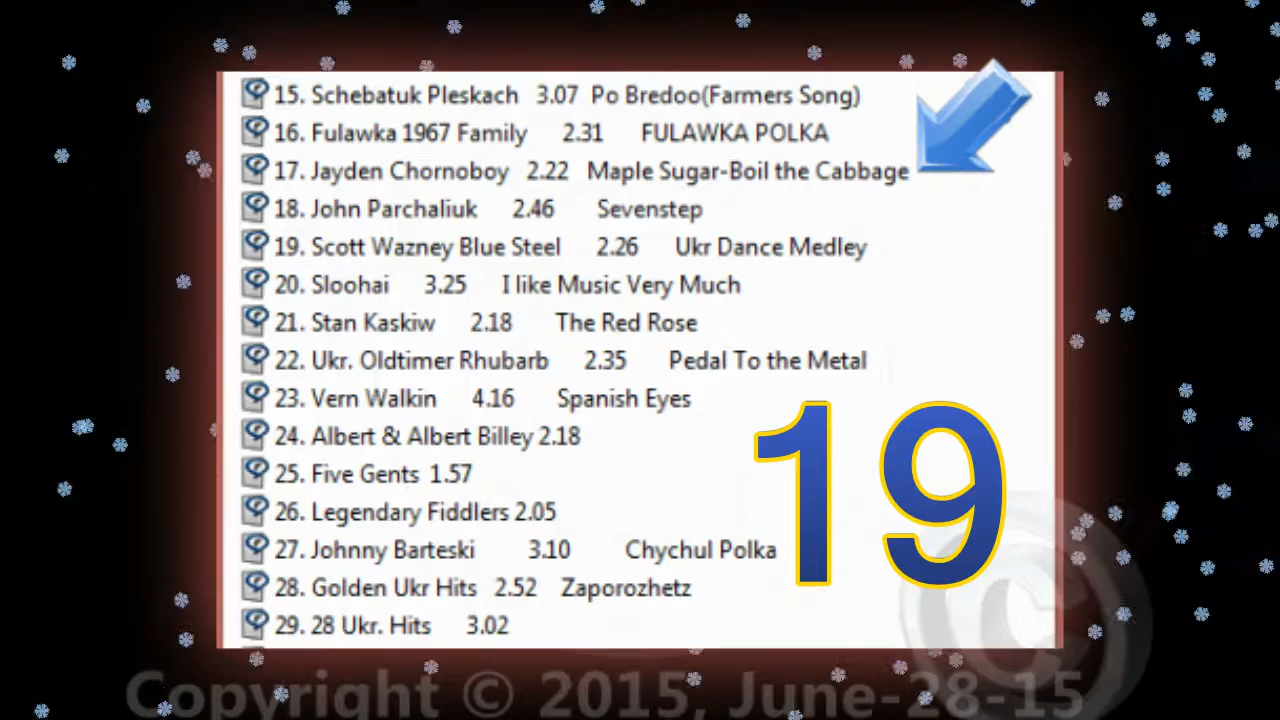 15. Schebatuk Pleskach 3.07 Po Bredoo(Farmers Song)
16. Fulawka 1967 Family 2.31 FULAWKA POLKA
17. Jayden Chornoboy 2.22 Maple Sugar-Boil the Cabbage
18. John Parchaliuk 2.46 Sevenstep
19. Scott Wazney Blue Steel 2.26 Ukr Dance Medley
20. Sloohai 3.25 I like Music Very Much
21. Stan Kaskiw 2.18 The Red Rose
22. Ukr. Oldtimer Rhubarb 2.35 Pedal To the Metal
23. Vern Walkin 4.16 Spanish Eyes
24. Albert & Albert Billey 2.18
25. Five Gents 1.57
26. Legendary Fiddlers 2.05
27. Johnny Barteski 3.10 Chychul Polka
28. Golden Ukr Hits 2.52 Zaporozhetz
29. 28 Ukr. Hits 3.02
19
Copyright © 2015, June-28-15